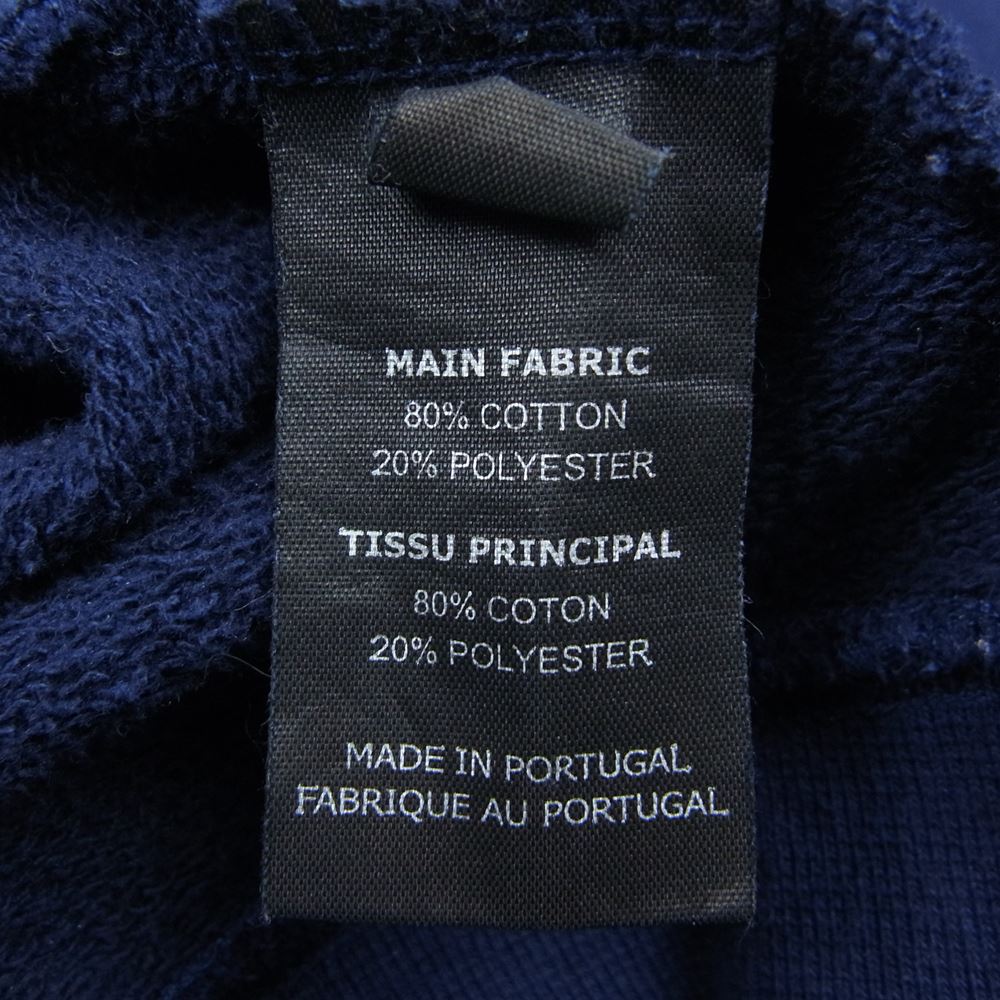 MAIN FABRIC
80% COTTON
20% POLYESTER
TISSU PRINCIPAL
80% COTON
20% POLYESTER
MADE IN PORTUGAL
FABRIQUE AU PORTUGAL